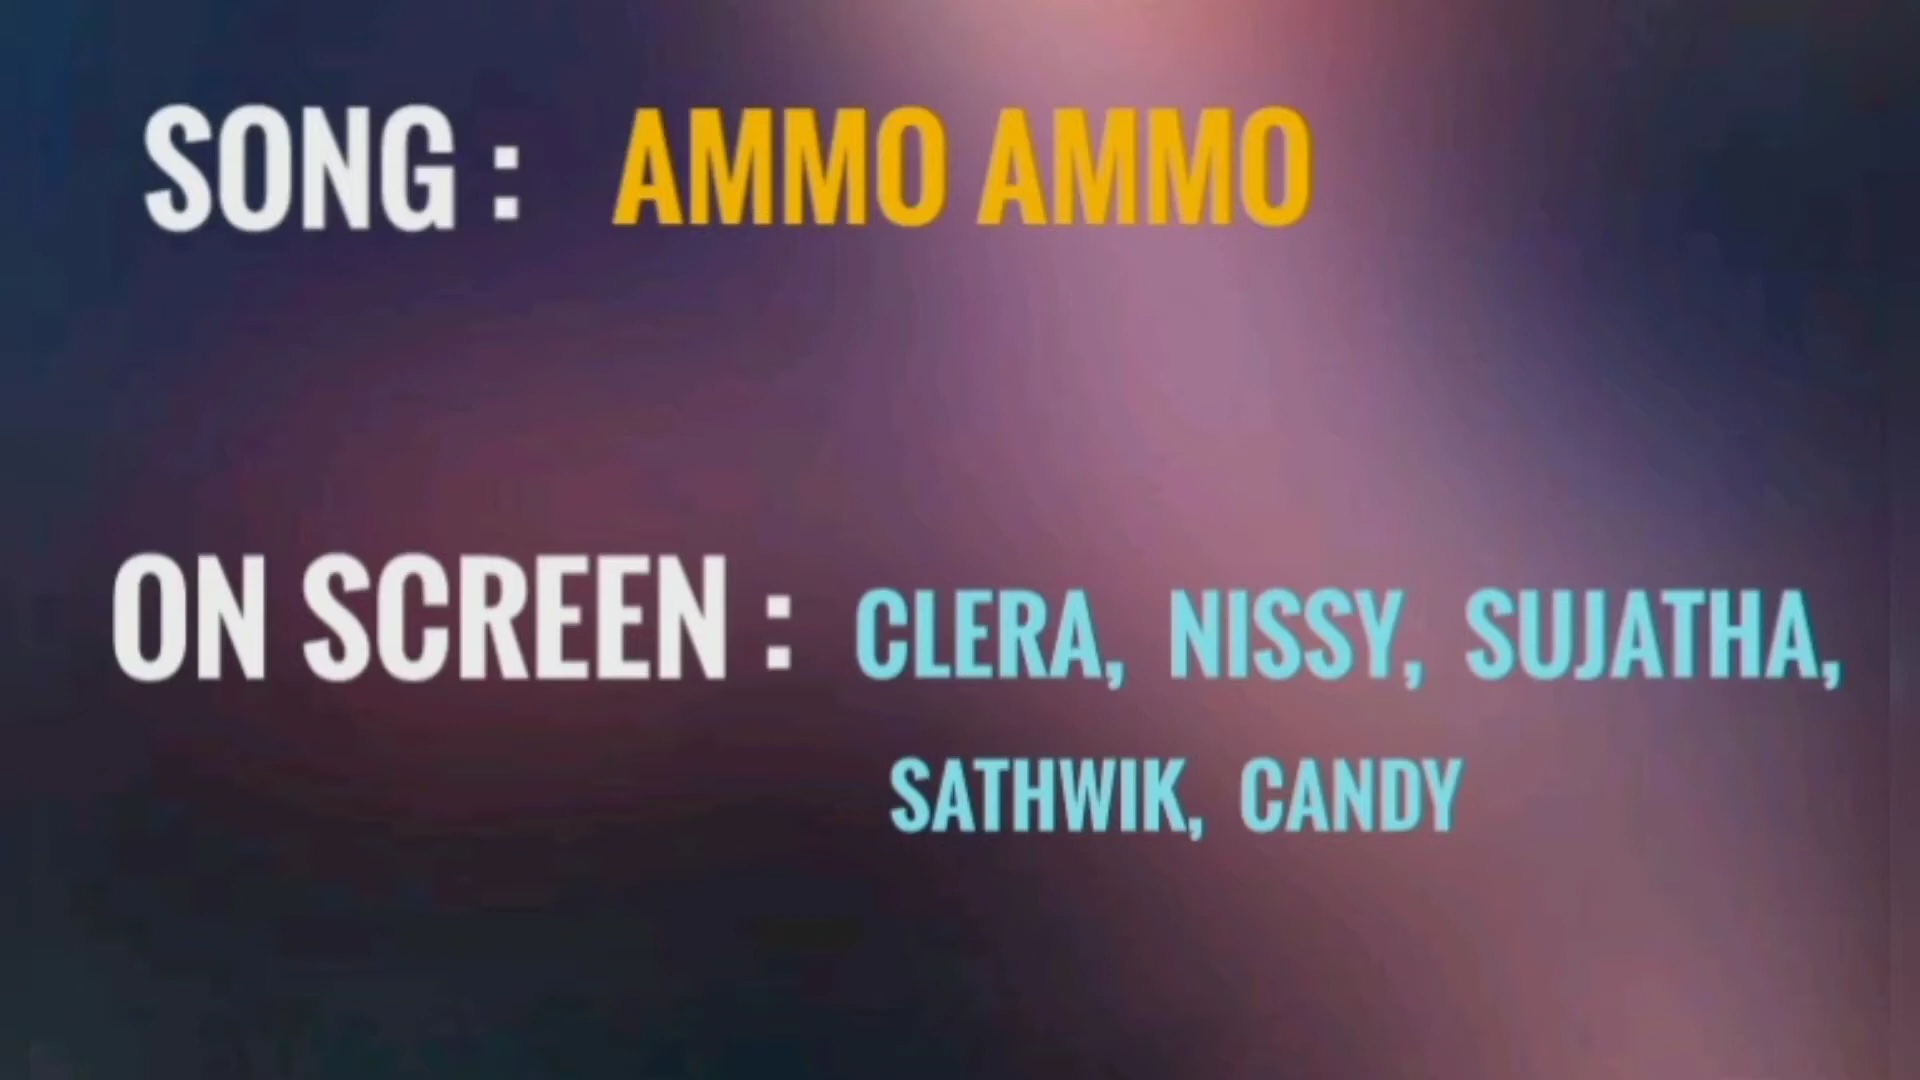 SONG : AMMO AMMO
ON SCREEN : CLERA, NISSY, SUJATHA,
SATHWIK, CANDY